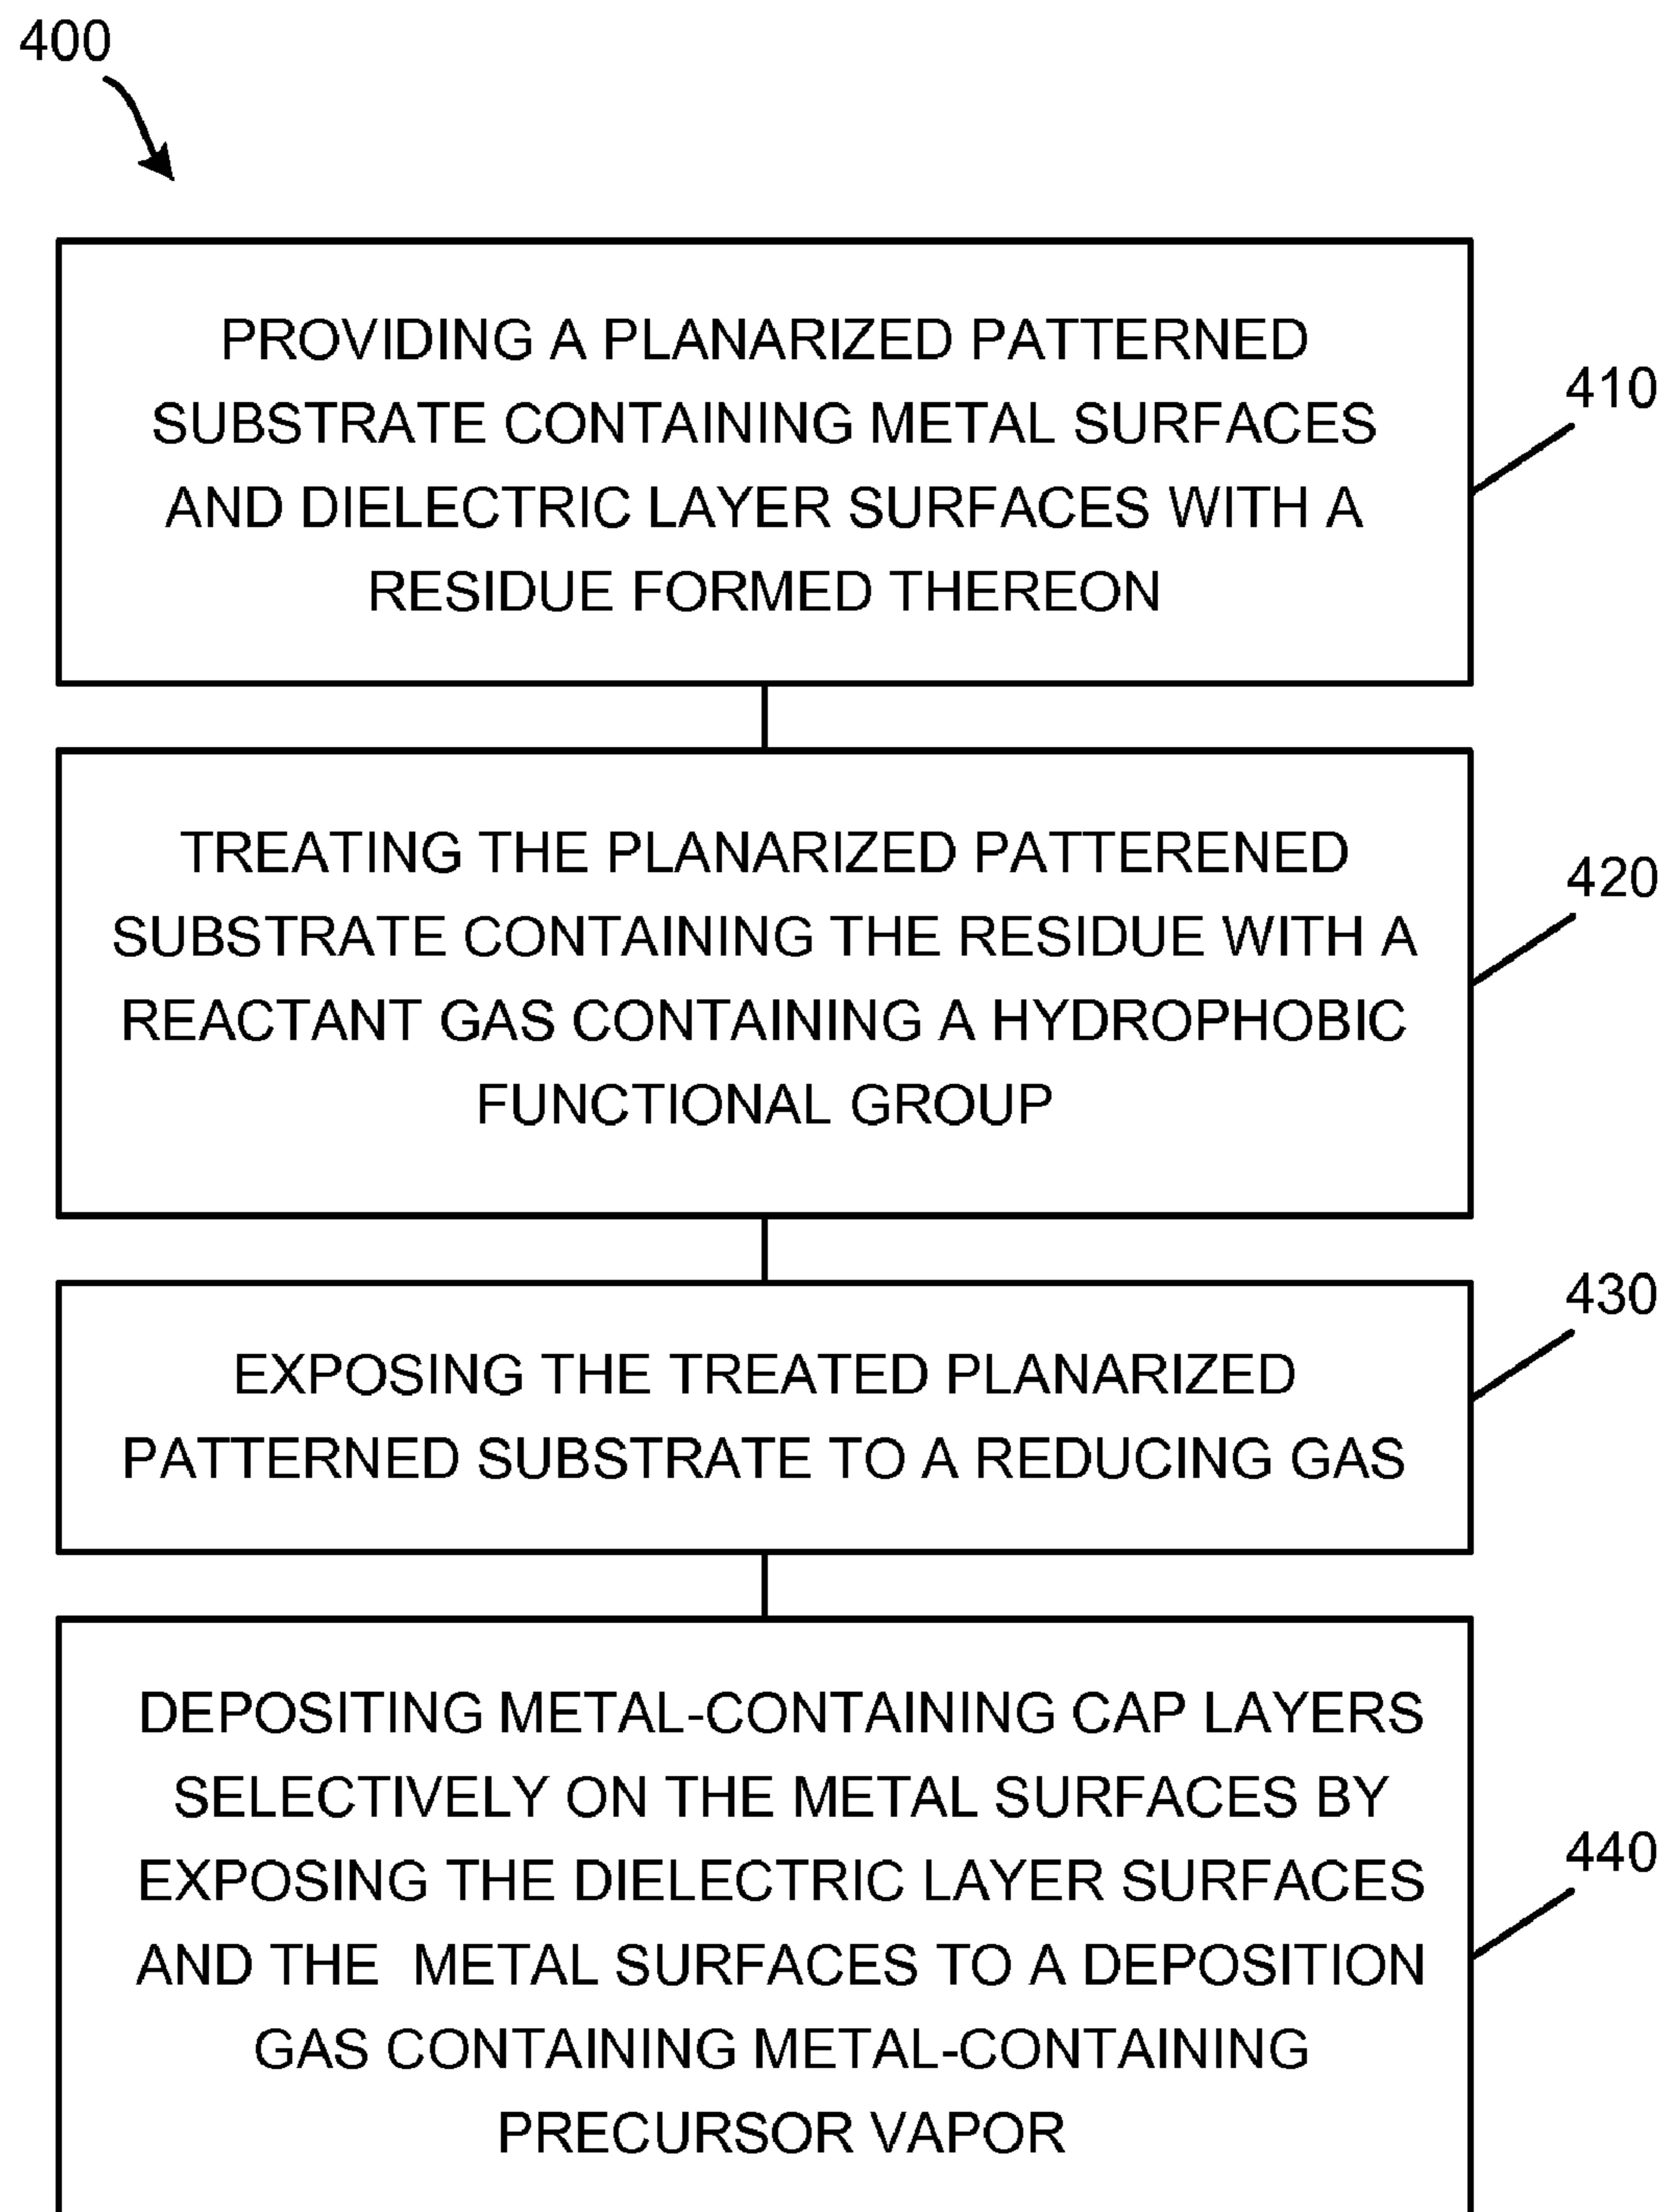 400
PROVIDING A PLANARIZED PATTERNED
SUBSTRATE CONTAINING METAL SURFACES
AND DIELECTRIC LAYER SURFACES WITH A
RESIDUE FORMED THEREON
410
TREATING THE PLANARIZED PATTERENED
SUBSTRATE CONTAINING THE RESIDUE WITH A
REACTANT GAS CONTAINING A HYDROPHOBIC
FUNCTIONAL GROUP
420
EXPOSING THE TREATED PLANARIZED
PATTERNED SUBSTRATE TO A REDUCING GAS
430
DEPOSITING METAL-CONTAINING CAP LAYERS
SELECTIVELY ON THE METAL SURFACES BY
EXPOSING THE DIELECTRIC LAYER SURFACES
AND THE METAL SURFACES TO A DEPOSITION
GAS CONTAINING METAL-CONTAINING
PRECURSOR VAPOR
440